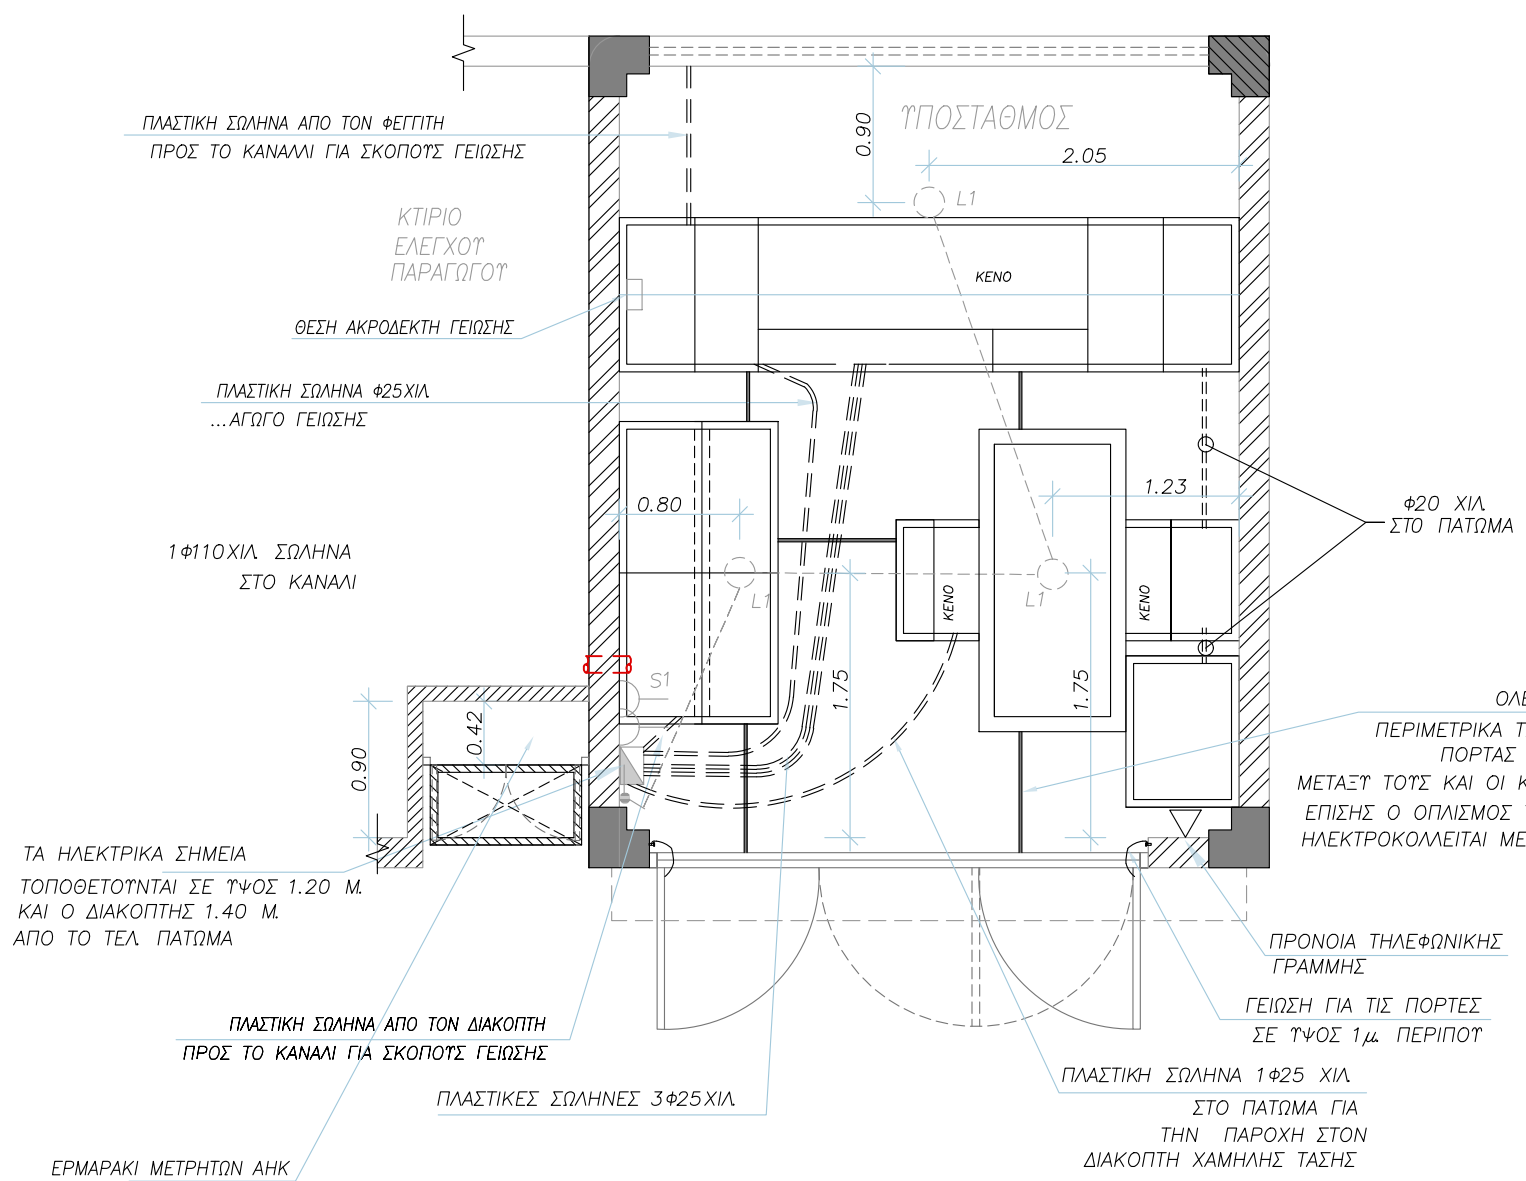 ΠΛΑΣΤΙΚΗ ΣΩΛΗΝΑ ΑΠΟ ΤΟΝ ΦΕΓΓΙΤΗ
ΠΡΟΣ ΤΟ ΚΑΝΑΛΛΙ ΓΙΑ ΣΚΟΠΟΥΣ ΓΕΙΩΣΗΣ
ΥΠΟΣΤΑΘΜΟΣ
0.90
2.05
L1
ΚΤΙΡΙΟ
ΕΛΕΓΧΟΥ
ΠΑΡΑΓΩΓΟΥ
ΚΕΝΟ
ΘΕΣΗ ΑΚΡΟΔΕΚΤΗ ΓΕΙΩΣΗΣ
ΠΛΑΣΤΙΚΗ ΣΩΛΗΝΑ Φ25ΧΙΛ.
...ΑΓΩΓΟ ΓΕΙΩΣΗΣ
0.80
1.23
Φ20 ΧΙΛ.
ΣΤΟ ΠΑΤΩΜΑ
1Φ110ΧΙΛ. ΣΩΛΗΝΑ
ΣΤΟ ΚΑΝΑΛΙ
L1
L1
ΚΕΝΟ
ΚΕΝΟ
S1
1.75
1.75
0.42
0.90
ΟΛΕ
ΠΕΡΙΜΕΤΡΙΚΑ Τ
ΠΟΡΤΑΣ
ΜΕΤΑΞΥ ΤΟΥΣ ΚΑΙ ΟΙ Κ
ΕΠΙΣΗΣ Ο ΟΠΛΙΣΜΟΣ
ΗΛΕΚΤΡΟΚΟΛΛΕΙΤΑΙ ΜΕ
ΤΑ ΗΛΕΚΤΡΙΚΑ ΣΗΜΕΙΑ
ΤΟΠΟΘΕΤΟΥΝΤΑΙ ΣΕ ΥΨΟΣ 1.20 Μ.
ΚΑΙ Ο ΔΙΑΚΟΠΤΗΣ 1.40 Μ.
ΑΠΟ ΤΟ ΤΕΛ. ΠΑΤΩΜΑ
ΠΡΟΝΟΙΑ ΤΗΛΕΦΩΝΙΚΗΣ
ΓΡΑΜΜΗΣ
ΓΕΙΩΣΗ ΓΙΑ ΤΙΣ ΠΟΡΤΕΣ
ΣΕ ΥΨΟΣ 1μ. ΠΕΡΙΠΟΥ
ΠΛΑΣΤΙΚΗ ΣΩΛΗΝΑ ΑΠΟ ΤΟΝ ΔΙΑΚΟΠΤΗ
ΠΡΟΣ ΤΟ ΚΑΝΑΛΙ ΓΙΑ ΣΚΟΠΟΥΣ ΓΕΙΩΣΗΣ
ΠΛΑΣΤΙΚΕΣ ΣΩΛΗΝΕΣ 3Φ25ΧΙΛ.
ΠΛΑΣΤΙΚΗ ΣΩΛΗΝΑ 1Φ25 ΧΙΛ.
ΣΤΟ ΠΑΤΩΜΑ ΓΙΑ
ΤΗΝ ΠΑΡΟΧΗ ΣΤΟΝ
ΔΙΑΚΟΠΤΗ ΧΑΜΗΛΗΣ ΤΑΣΗΣ
ΕΡΜΑΡΑΚΙ ΜΕΤΡΗΤΩΝ ΑΗΚ